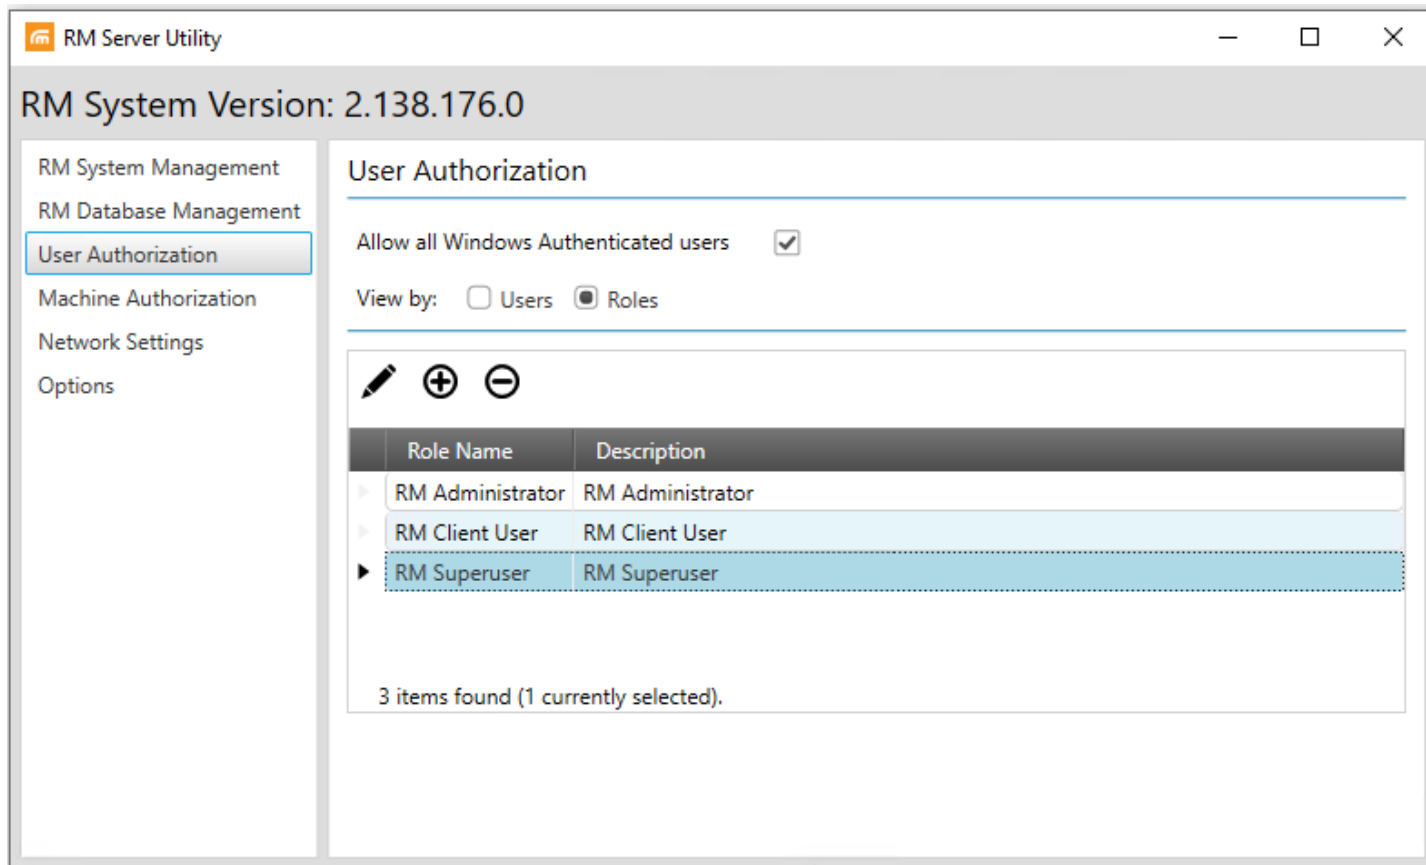 RM Server Utility
RM System Version: 2.138.176.0
RM System Management
RM Database Management
User Authorization
Machine Authorization
Network Settings
Options
User Authorization
Allow all Windows Authenticated users
View by: Users Roles
Role Name Description
RM Administrator RM Administrator
RM Client User RM Client User
RM Superuser RM Superuser
3 items found (1 currently selected).